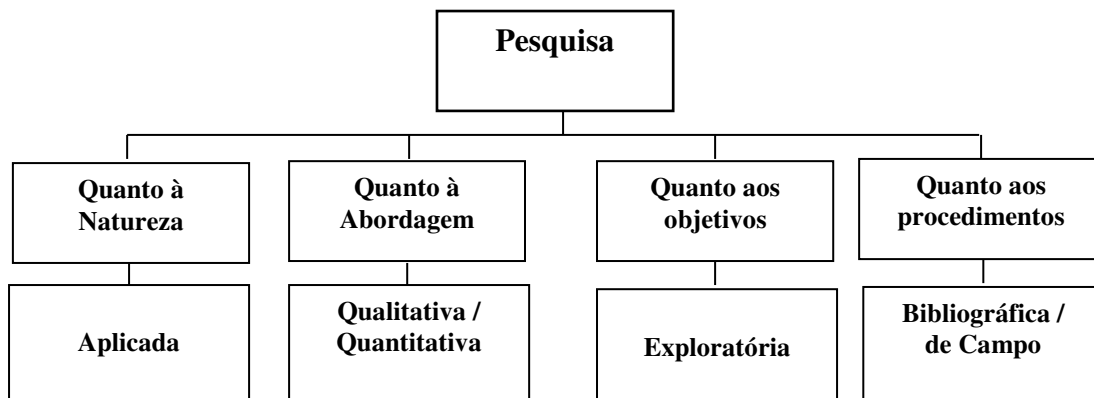 Pesquisa
Quanto à
Natureza
Quanto à
Abordagem
Quanto aos
objetivos
Quanto aos
procedimentos
Aplicada
Qualitativa /
Quantitativa
Exploratória
Bibliográfica /
de Campo